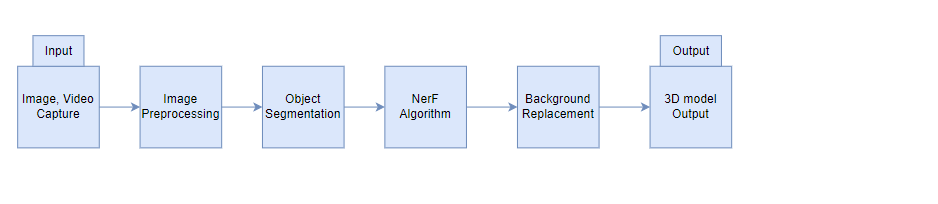 Input
Image, Video
Capture
Image
Preprocessing
Object
Segmentation
NerF
Algorithm
Background
Replacement
Output
3D model
Output